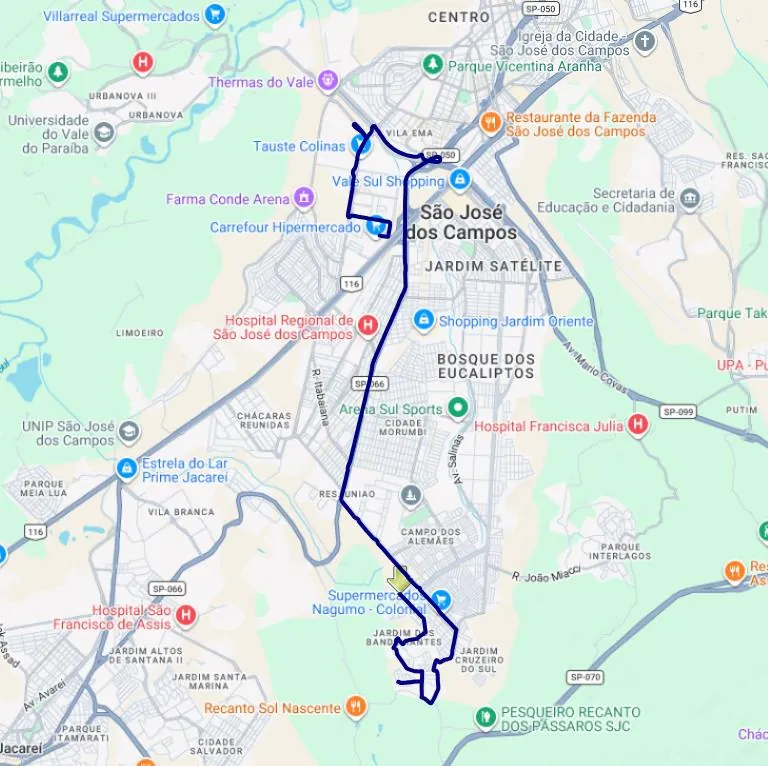 Villarreal Supermercados
CENTRO
SP-050
116
Igreja da Cidade -
São José dos Campos
Parque Vicentina Aranha
Thermas do Vale
URBANOVA III
URBANOVA
Universidade
do Vale
do Paraíba
VILA EMA
Restaurante da Fazenda
São José dos Campos
Tauste Colinas
SP-050
Vale Sul Shopping
Farma Conde Arena
Secretaria de
Educação e Cidadania
São José
dos Campos
Carrefour Hipermercado
JARDIM SATÉLITE
116
Parque Tak
Hospital Regional de
São José dos Campos
Shopping Jardim Oriente
LIMOEIRO
BOSQUE DOS
EUCALIPTOS
Av. Mário Covas
UPA - Pu
R. Itabaiana
SP-066
Arena Sul Sports
SP-099
PUTIM
CHÁCARAS
REUNIDAS
CIDADE
MORUMBI
Hospital Francisca Julia
UNIP São José
dos Campos
Estrela do Lar
Prime Jacareí
Av. Salinas
PARQUE
MEIA LUA
RES. UNIAO
VILA BRANCA
116
CAMPO DOS
ALEMÃES
PARQUE
INTERLAGOS
R. João Miacci
SP-066
Supermercados
Nagumo - Colonial
Hospital São
Francisco de Assis
JARDIM DOS
BANDEIRANTES
JARDIM
CRUZEIRO
DO SUL
JARDIM ALTOS
DE SANTANA II
JARDIM SANTA
MARINA
Av. Avareí
SP-070
Recanto Sol Nascente
PESQUEIRO RECANTO
DOS PÁSSAROS SJC
PARQUE
ITAMARATI
CIDADE
SALVADOR
Jacareí
Chác